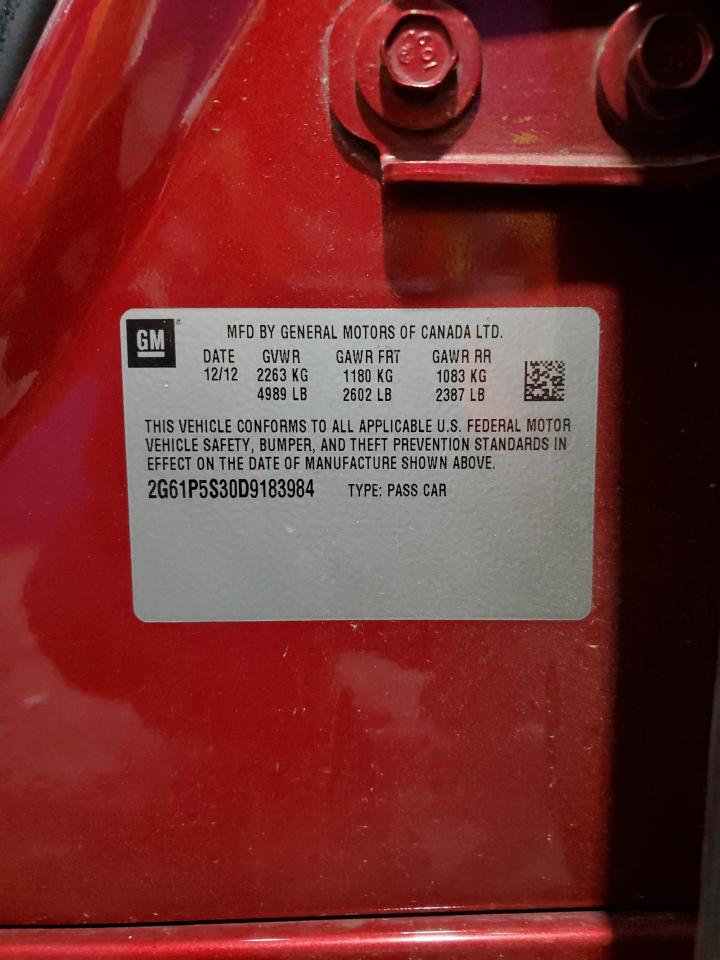 GM
MFD BY GENERAL MOTORS OF CANADA LTD.
DATE GVWR GAWR FRT GAWR RR
12/12 2263 KG 1180 KG 1083 KG
4989 LB 2602 LB 2387 LB
THIS VEHICLE CONFORMS TO ALL APPLICABLE U.S. FEDERAL MOTOR
VEHICLE SAFETY, BUMPER, AND THEFT PREVENTION STANDARDS IN
EFFECT ON THE DATE OF MANUFACTURE SHOWN ABOVE.
2G61P5S30D9183984 TYPE: PASS CAR